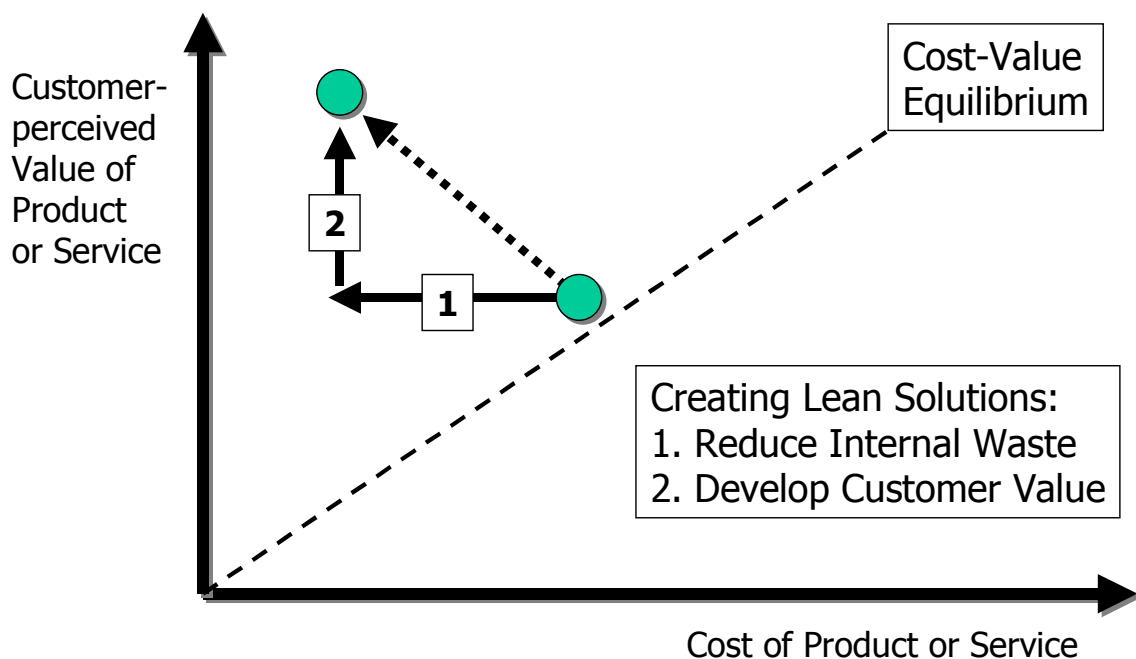 Customer-
perceived
Value of
Product
or Service
Cost-Value
Equilibrium
2
1
Creating Lean Solutions:
1. Reduce Internal Waste
2. Develop Customer Value
Cost of Product or Service